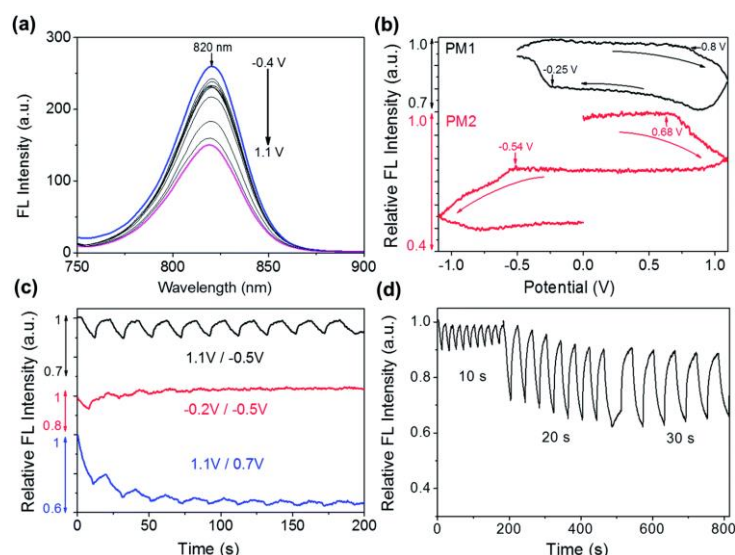 (a)
300
200
100
0
FL Intensity (a.u.)
820 nm
-0.4 V
1.1 V
750 800 850 900
Wavelength (nm)
(b)
1.0
0.7
1.0
0.4
Relative FL Intensity (a.u.)
PM1
-0.8 V
-0.25 V
PM2
0.68 V
-0.54 V
-1.0 -0.5 0.0 0.5 1.0
Potential (V)
(c)
1
0.7
1
0.8
1
0.6
Relative FL Intensity (a.u.)
1.1V / -0.5V
-0.2V / -0.5V
1.1V / 0.7V
0 25 50 75 100 125 150 175 200
Time (s)
(d)
1.0
0.8
0.6
0.4
Relative FL Intensity (a.u.)
10 s
20 s
30 s
0 200 400 600 800
Time (s)